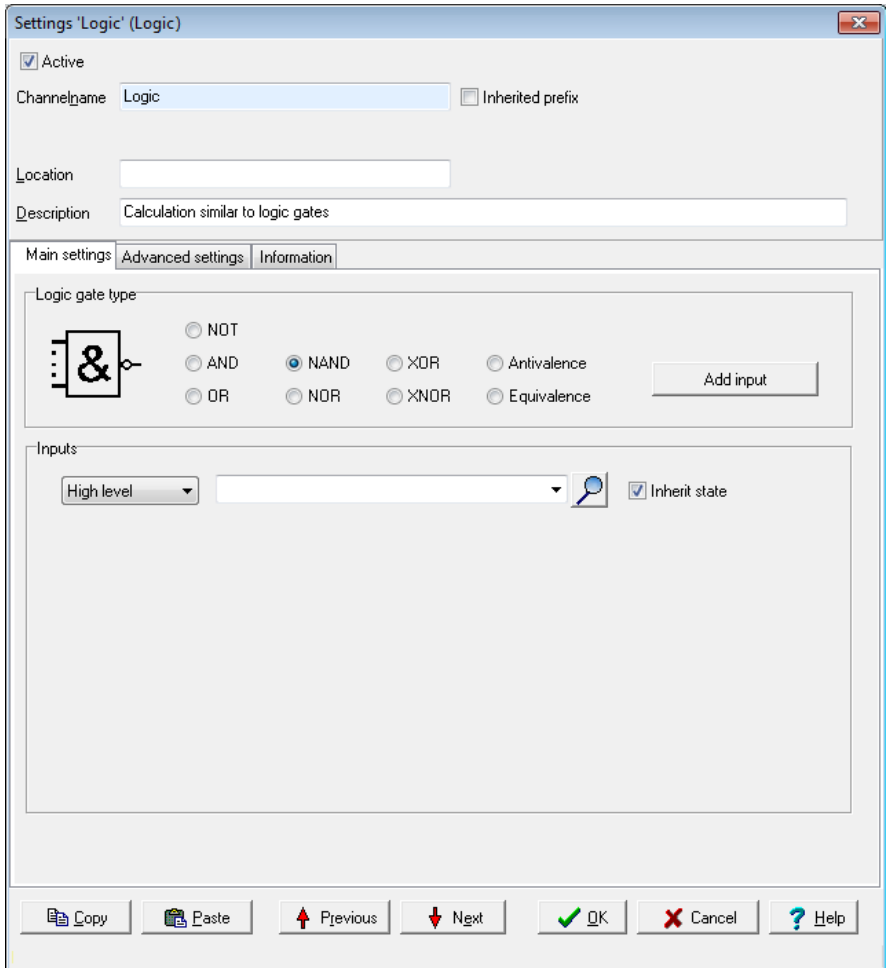 Settings 'Logic' (Logic)
Active
Channelname Logic Inherited prefix
Location
Description Calculation similar to logic gates
Main settings Advanced settings Information
Logic gate type
NOT
& AND NAND XOR Antivalence Add input
OR NOR XNOR Equivalence
Inputs
High level Inherit state
Copy Paste Previous Next OK Cancel ? Help